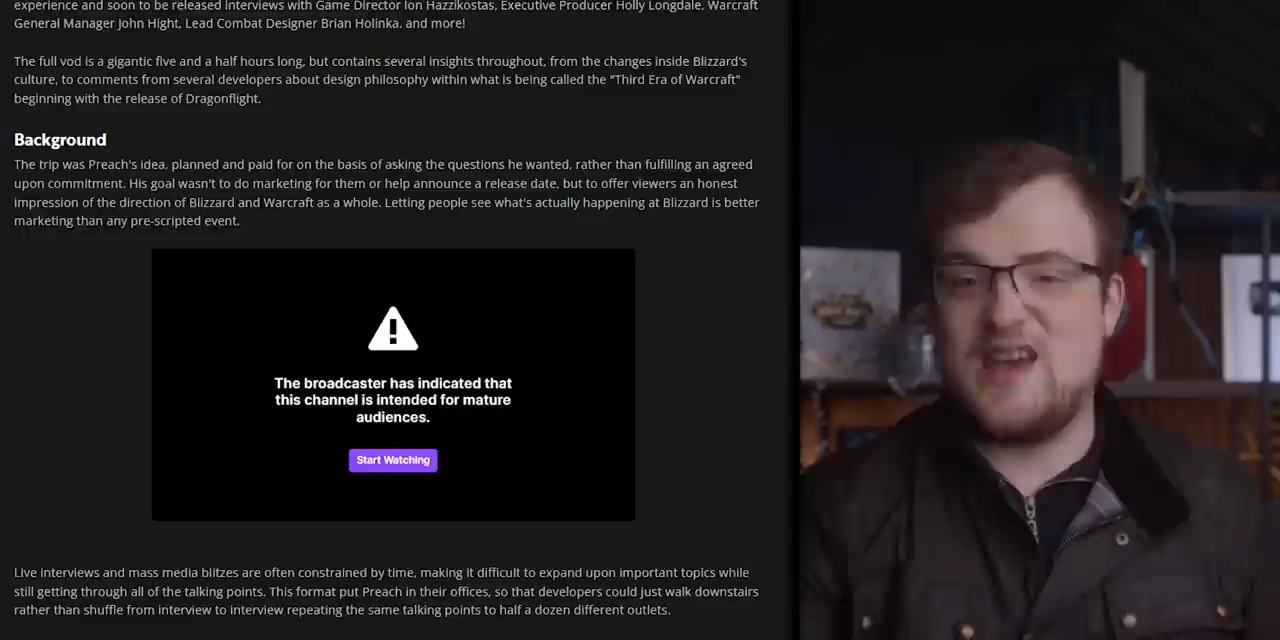 experience and soon to be released interviews with Game Director Ion Hazzikostas, Executive Producer Holly Longdale, Warcraft
General Manager John Hight, Lead Combat Designer Brian Holinka, and more!
The full vod is a gigantic five and a half hours long, but contains several insights throughout, from the changes inside Blizzard's
culture, to comments from several developers about design philosophy within what is being called the "Third Era of Warcraft"
beginning with the release of Dragonflight.
Background
The trip was Preach's idea, planned and paid for on the basis of asking the questions he wanted, rather than fulfilling an agreed
upon commitment. His goal wasn't to do marketing for them or help announce a release date, but to offer viewers an honest
impression of the direction of Blizzard and Warcraft as a whole. Letting people see what's actually happening at Blizzard is better
marketing than any pre-scripted event.
The broadcaster has indicated that
this channel is intended for mature
audiences.
Start Watching
Live interviews and mass media blitzes are often constrained by time, making it difficult to expand upon important topics while
still getting through all of the talking points. This format put Preach in their offices, so that developers could just walk downstairs
rather than shuffle from interview to interview repeating the same talking points to half a dozen different outlets.